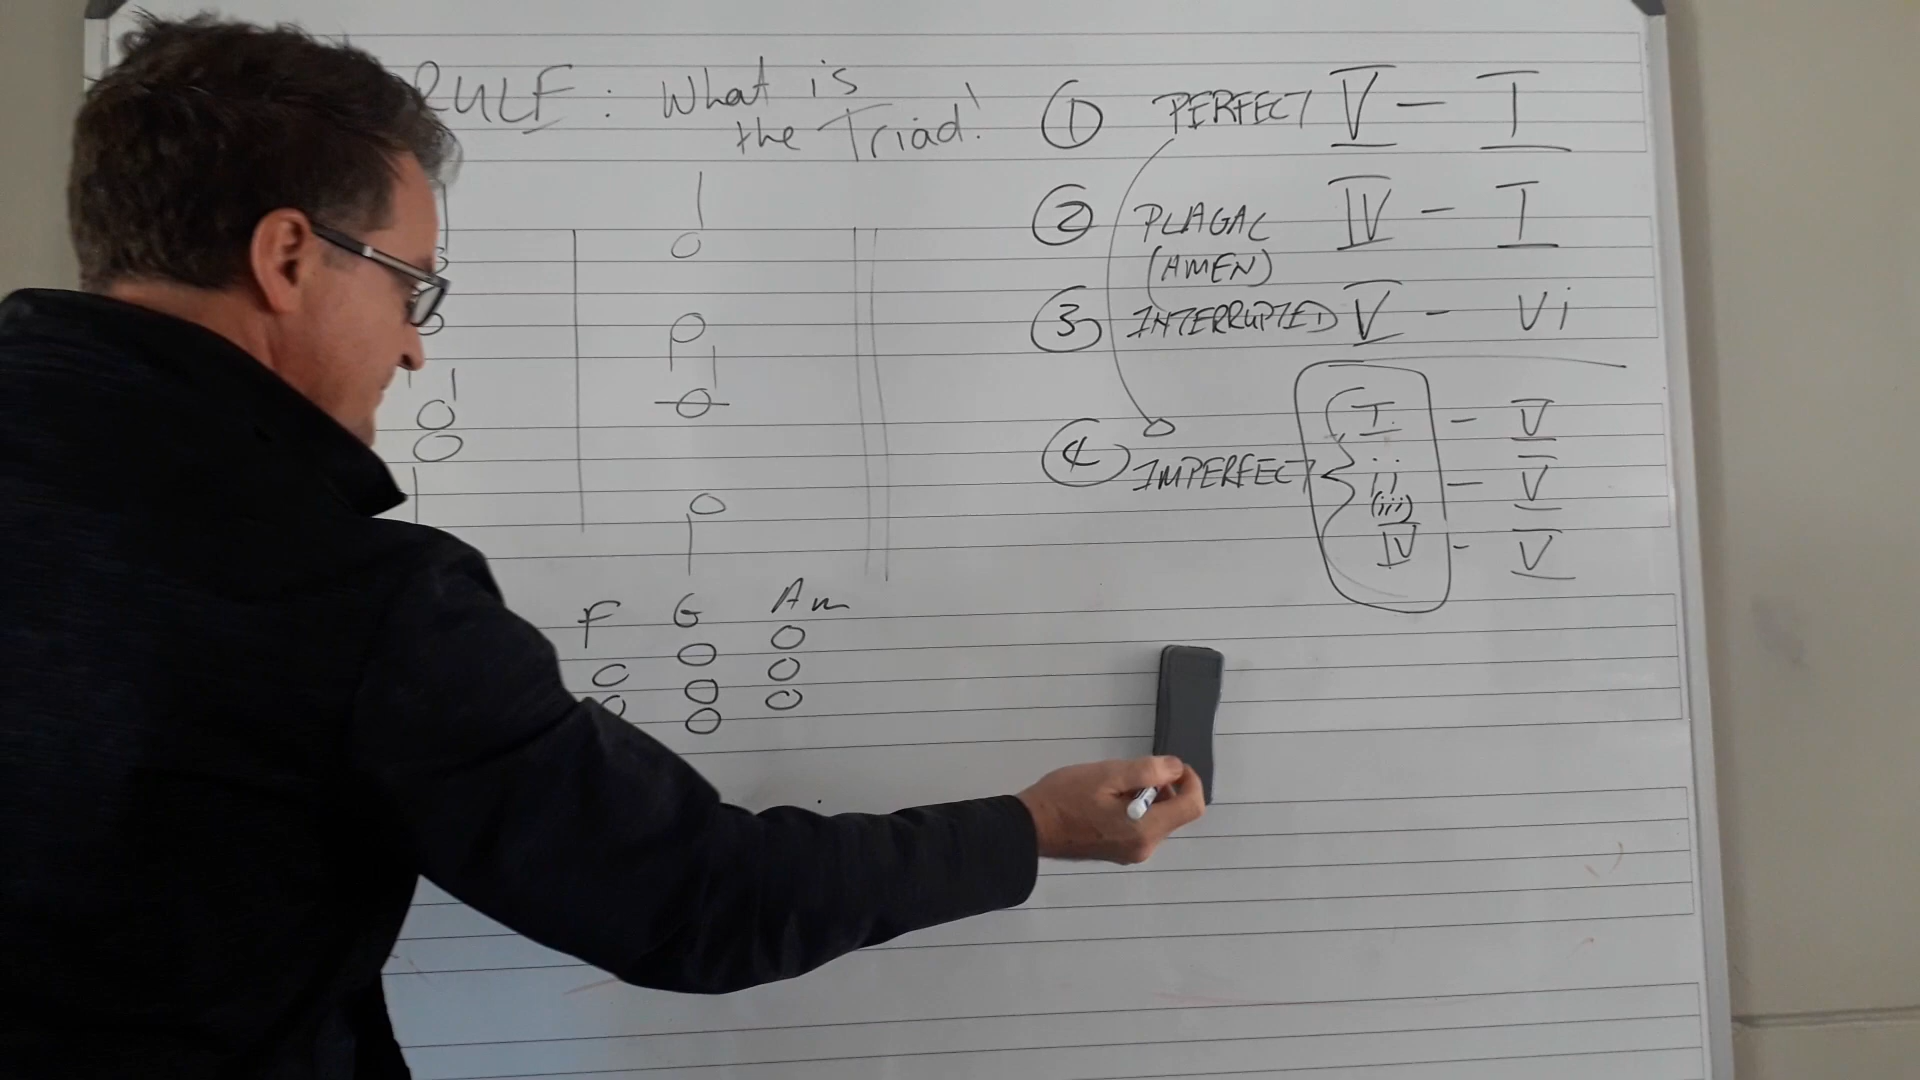 RULE: What is
the Triad!
① PERFECT V - I
② PLAGAL IV - I
(AMEN)
③ INTERRUPTED V - vi
④ IMPERFECT I - V
ii - V
(iii)
IV - V
F G Am